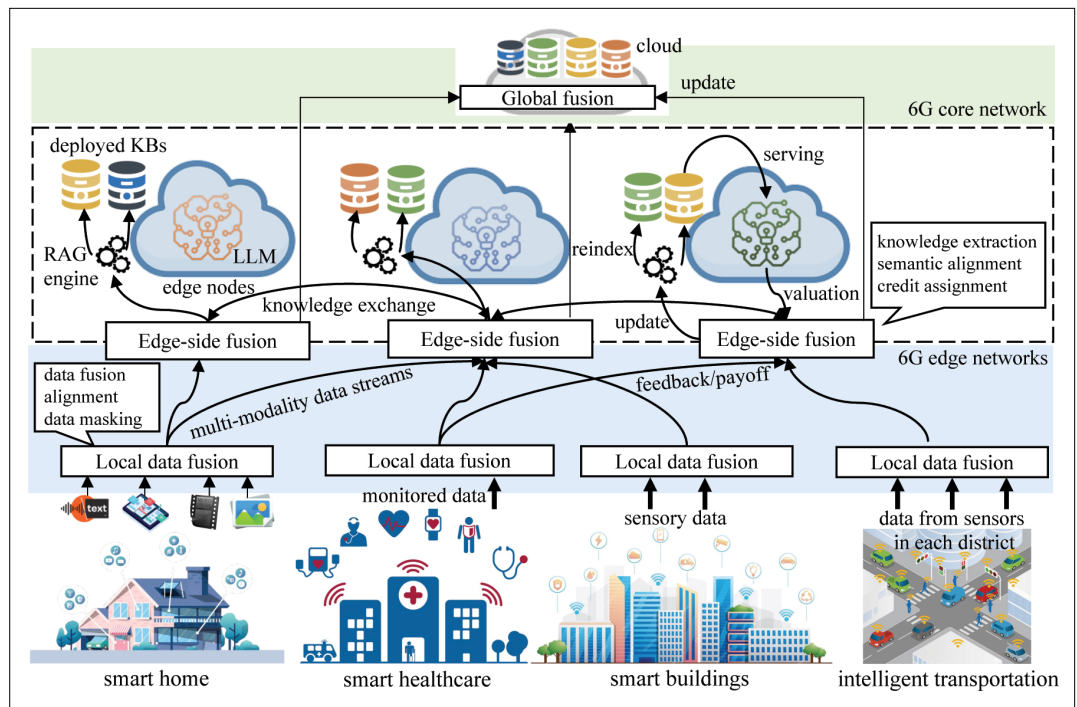 cloud
Global fusion
update
6G core network
deployed KBs
serving
RAG
engine
LLM
edge nodes
reindex
knowledge extraction
semantic alignment
credit assignment
knowledge exchange
valuation
update
Edge-side fusion
Edge-side fusion
Edge-side fusion
6G edge networks
data fusion
alignment
data masking
multi-modality data streams
feedback/payoff
Local data fusion
Local data fusion
Local data fusion
Local data fusion
text
monitored data
sensory data
data from sensors
in each district
smart home
smart healthcare
smart buildings
intelligent transportation